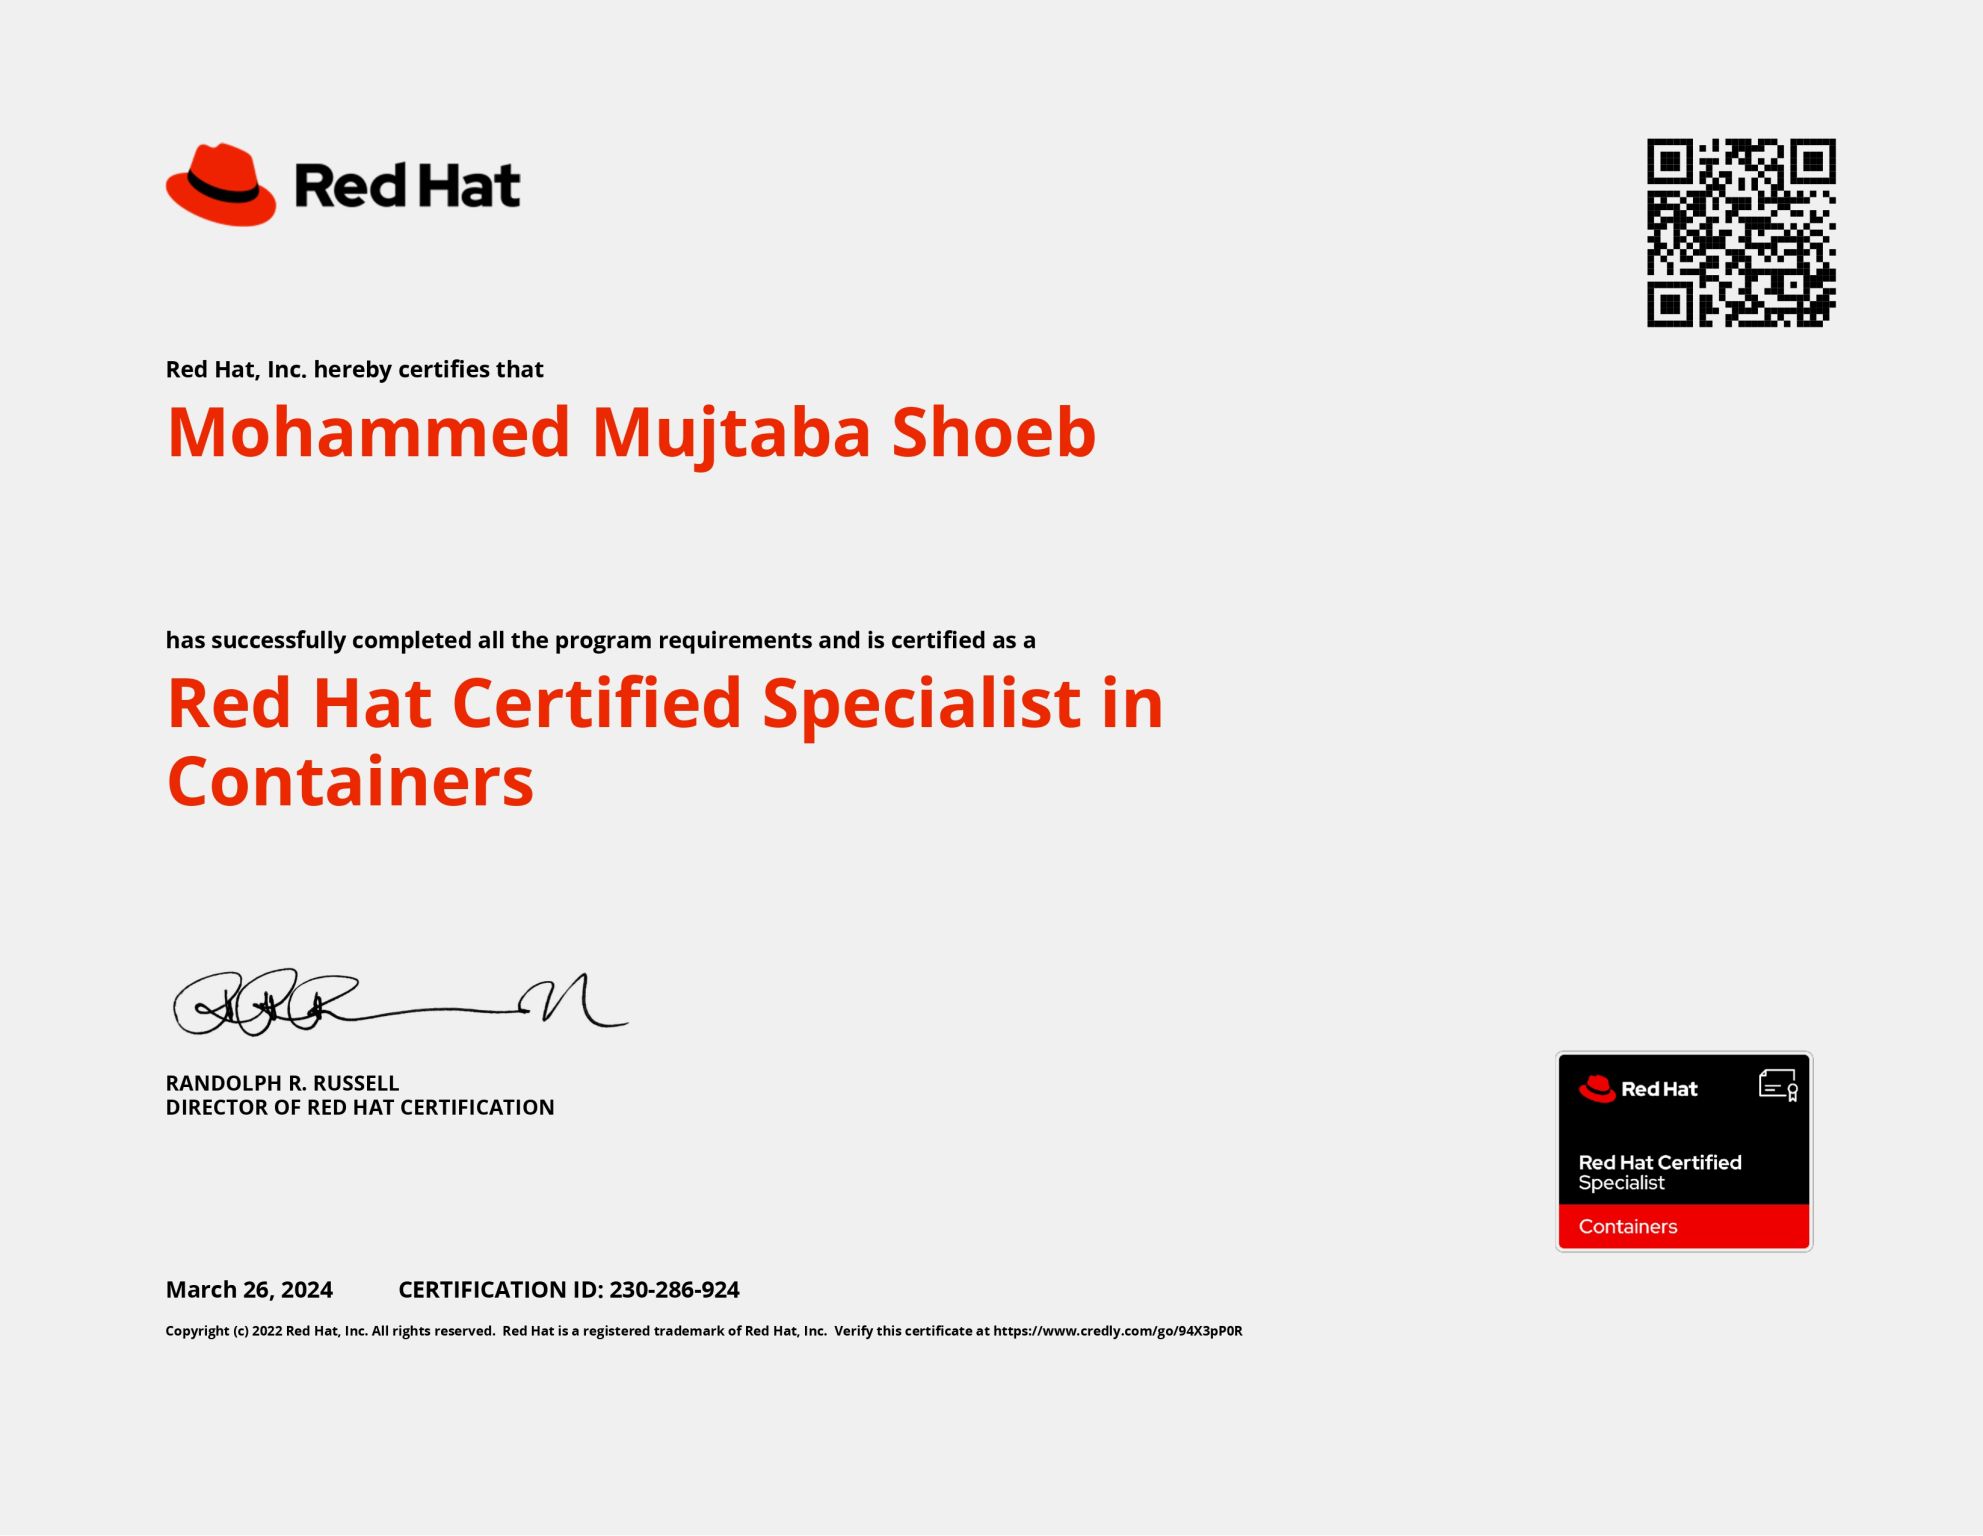 Red Hat
Red Hat, Inc. hereby certifies that
Mohammed Mujtaba Shoeb
has successfully completed all the program requirements and is certified as a
Red Hat Certified Specialist in
Containers
RANDOLPH R. RUSSELL
DIRECTOR OF RED HAT CERTIFICATION
Red Hat
Red Hat Certified
Specialist
Containers
March 26, 2024 CERTIFICATION ID: 230-286-924
Copyright (c) 2022 Red Hat, Inc. All rights reserved. Red Hat is a registered trademark of Red Hat, Inc. Verify this certificate at https://www.credly.com/go/94X3pP0R